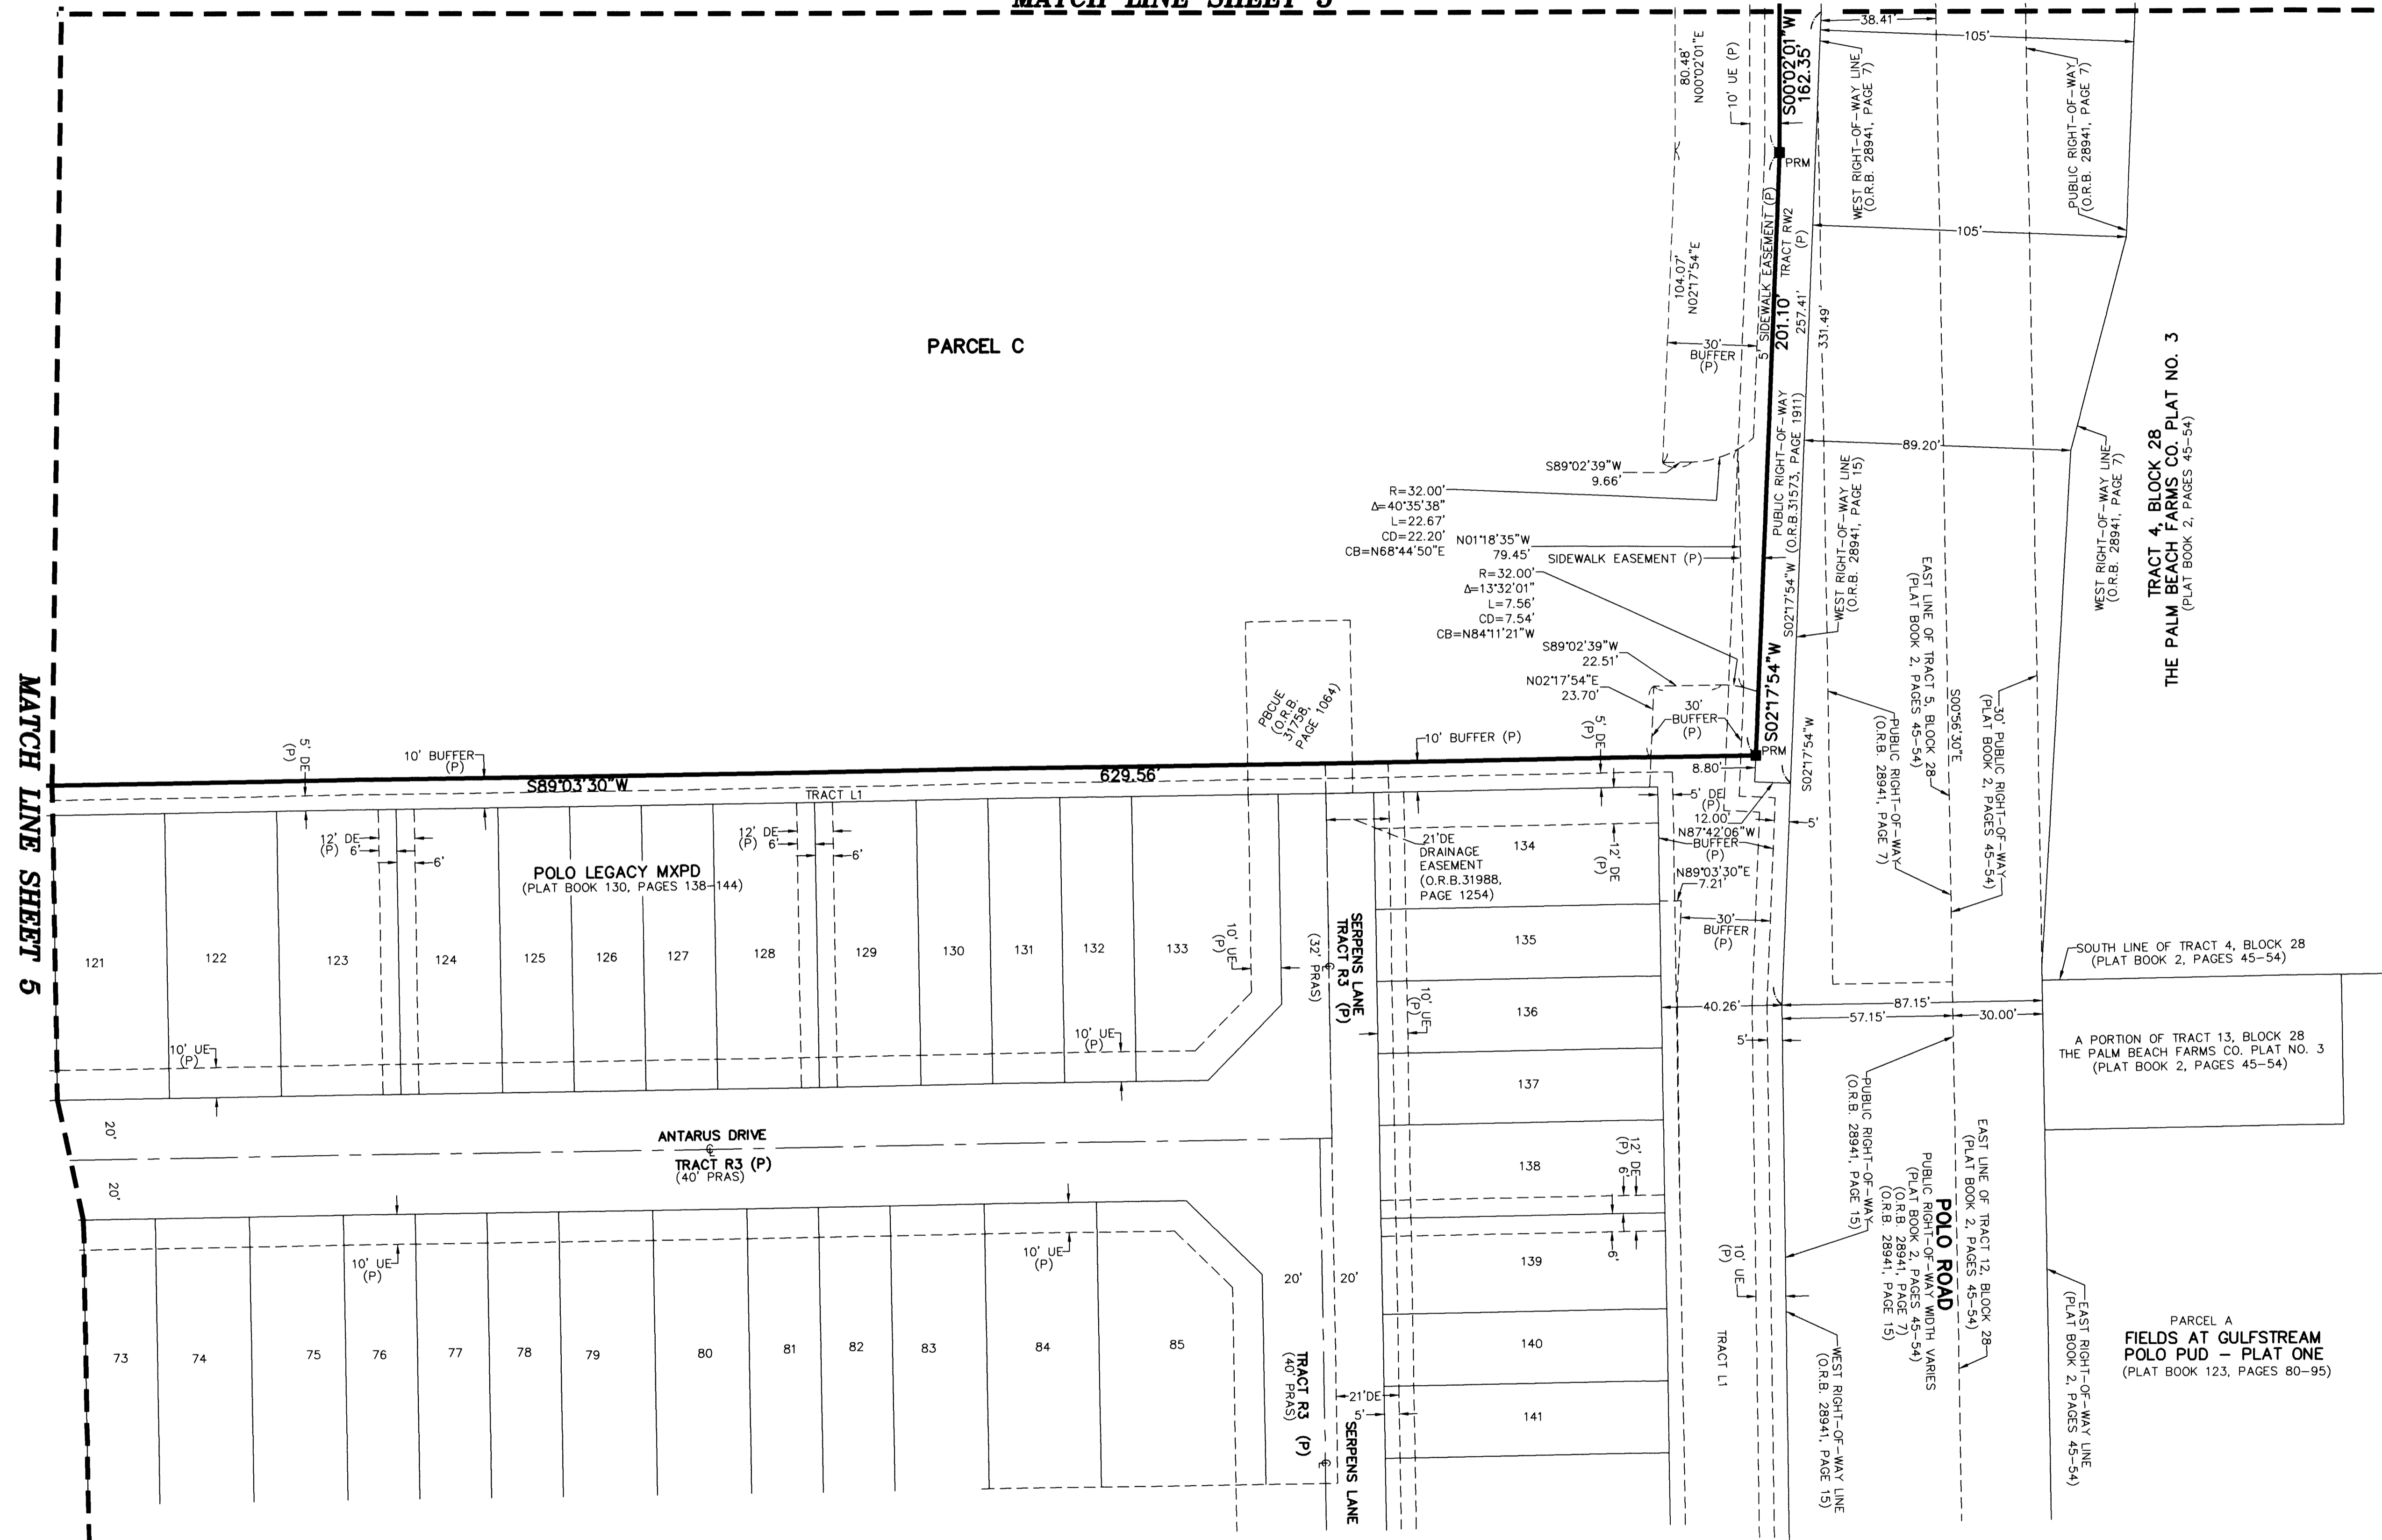 MATCH LINE SHEET
MATCH LINE SHEET 5
PARCEL C
80.48'
N00°02'01"E
10' UE (P)
S00°02'01"W
162.35'
PRM
38.41'
105'
WEST RIGHT-OF-WAY LINE
(O.R.B. 28941, PAGE 7)
PUBLIC RIGHT-OF-WAY
(O.R.B. 28941, PAGE 7)
105'
104.07'
N02°17'54"E
30'
BUFFER
(P)
5' SIDEWALK EASEMENT (P)
TRACT RW2
(P)
201.10'
257.41'
331.49'
PUBLIC RIGHT-OF-WAY
(O.R.B.31573, PAGE 1911)
S02°17'54"W
89.20'
WEST RIGHT-OF-WAY LINE
(O.R.B. 28941, PAGE 15)
WEST RIGHT-OF-WAY LINE
(O.R.B. 28941, PAGE 7)
TRACT 4, BLOCK 28
THE PALM BEACH FARMS CO. PLAT NO. 3
(PLAT BOOK 2, PAGES 45-54)
S89°02'39"W
9.66'
R=32.00'
Δ=40°35'38"
L=22.67'
CD=22.20'
CB=N68°44'50"E
N01°18'35"W
79.45'
SIDEWALK EASEMENT (P)
R=32.00'
Δ=13°32'01"
L=7.56'
CD=7.54'
CB=N84°11'21"W
S89°02'39"W
22.51'
N02°17'54"E
23.70'
30'
BUFFER
(P)
S02°17'54"W
PRM
S02°17'54"W
EAST LINE OF TRACT 5, BLOCK 28
(PLAT BOOK 2, PAGES 45-54)
S00°56'30"E
PUBLIC RIGHT-OF-WAY
(O.R.B. 28941, PAGE 7)
30' PUBLIC RIGHT-OF-WAY
(PLAT BOOK 2, PAGES 45-54)
PBCUE
(O.R.B.
31758,
PAGE 1064)
5' DE
(P)
10' BUFFER
(P)
S89°03'30"W
629.56'
10' BUFFER (P)
5' DE
(P)
8.80'
TRACT L1
5' DE
(P)
12.00'
N87°42'06"W
BUFFER
(P)
5'
12' DE
(P) 6'
6'
12' DE
(P) 6'
6'
POLO LEGACY MXPD
(PLAT BOOK 130, PAGES 138-144)
21'DE
DRAINAGE
EASEMENT
(O.R.B.31988,
PAGE 1254)
134
12' DE
(P)
N89°03'30"E
7.21'
30'
BUFFER
(P)
121
122
123
124
125
126
127
128
129
130
131
132
133
10' UE
(P)
(32' PRAS)
SERPENS LANE
TRACT R3 (P)
10' UE
(P)
135
136
137
138
139
140
141
40.26'
87.15'
57.15'
30.00'
5'
SOUTH LINE OF TRACT 4, BLOCK 28
(PLAT BOOK 2, PAGES 45-54)
A PORTION OF TRACT 13, BLOCK 28
THE PALM BEACH FARMS CO. PLAT NO. 3
(PLAT BOOK 2, PAGES 45-54)
10' UE
(P)
10' UE
(P)
20'
20'
ANTARUS DRIVE
℄
TRACT R3 (P)
(40' PRAS)
12' DE
(P) 6'
6'
10' UE
(P)
10' UE
(P)
20'
20'
73
74
75
76
77
78
79
80
81
82
83
84
85
TRACT R3 (P)
(40' PRAS)
21'DE
5'
SERPENS LANE
10' UE
(P)
TRACT L1
PUBLIC RIGHT-OF-WAY
(O.R.B. 28941, PAGE 15)
WEST RIGHT-OF-WAY LINE
(O.R.B. 28941, PAGE 15)
EAST LINE OF TRACT 12, BLOCK 28
(PLAT BOOK 2, PAGES 45-54)
POLO ROAD
PUBLIC RIGHT-OF-WAY WIDTH VARIES
(PLAT BOOK 2, PAGES 45-54)
(O.R.B. 28941, PAGE 7)
(O.R.B. 28941, PAGE 15)
EAST RIGHT-OF-WAY LINE
(PLAT BOOK 2, PAGES 45-54)
PARCEL A
FIELDS AT GULFSTREAM
POLO PUD - PLAT ONE
(PLAT BOOK 123, PAGES 80-95)